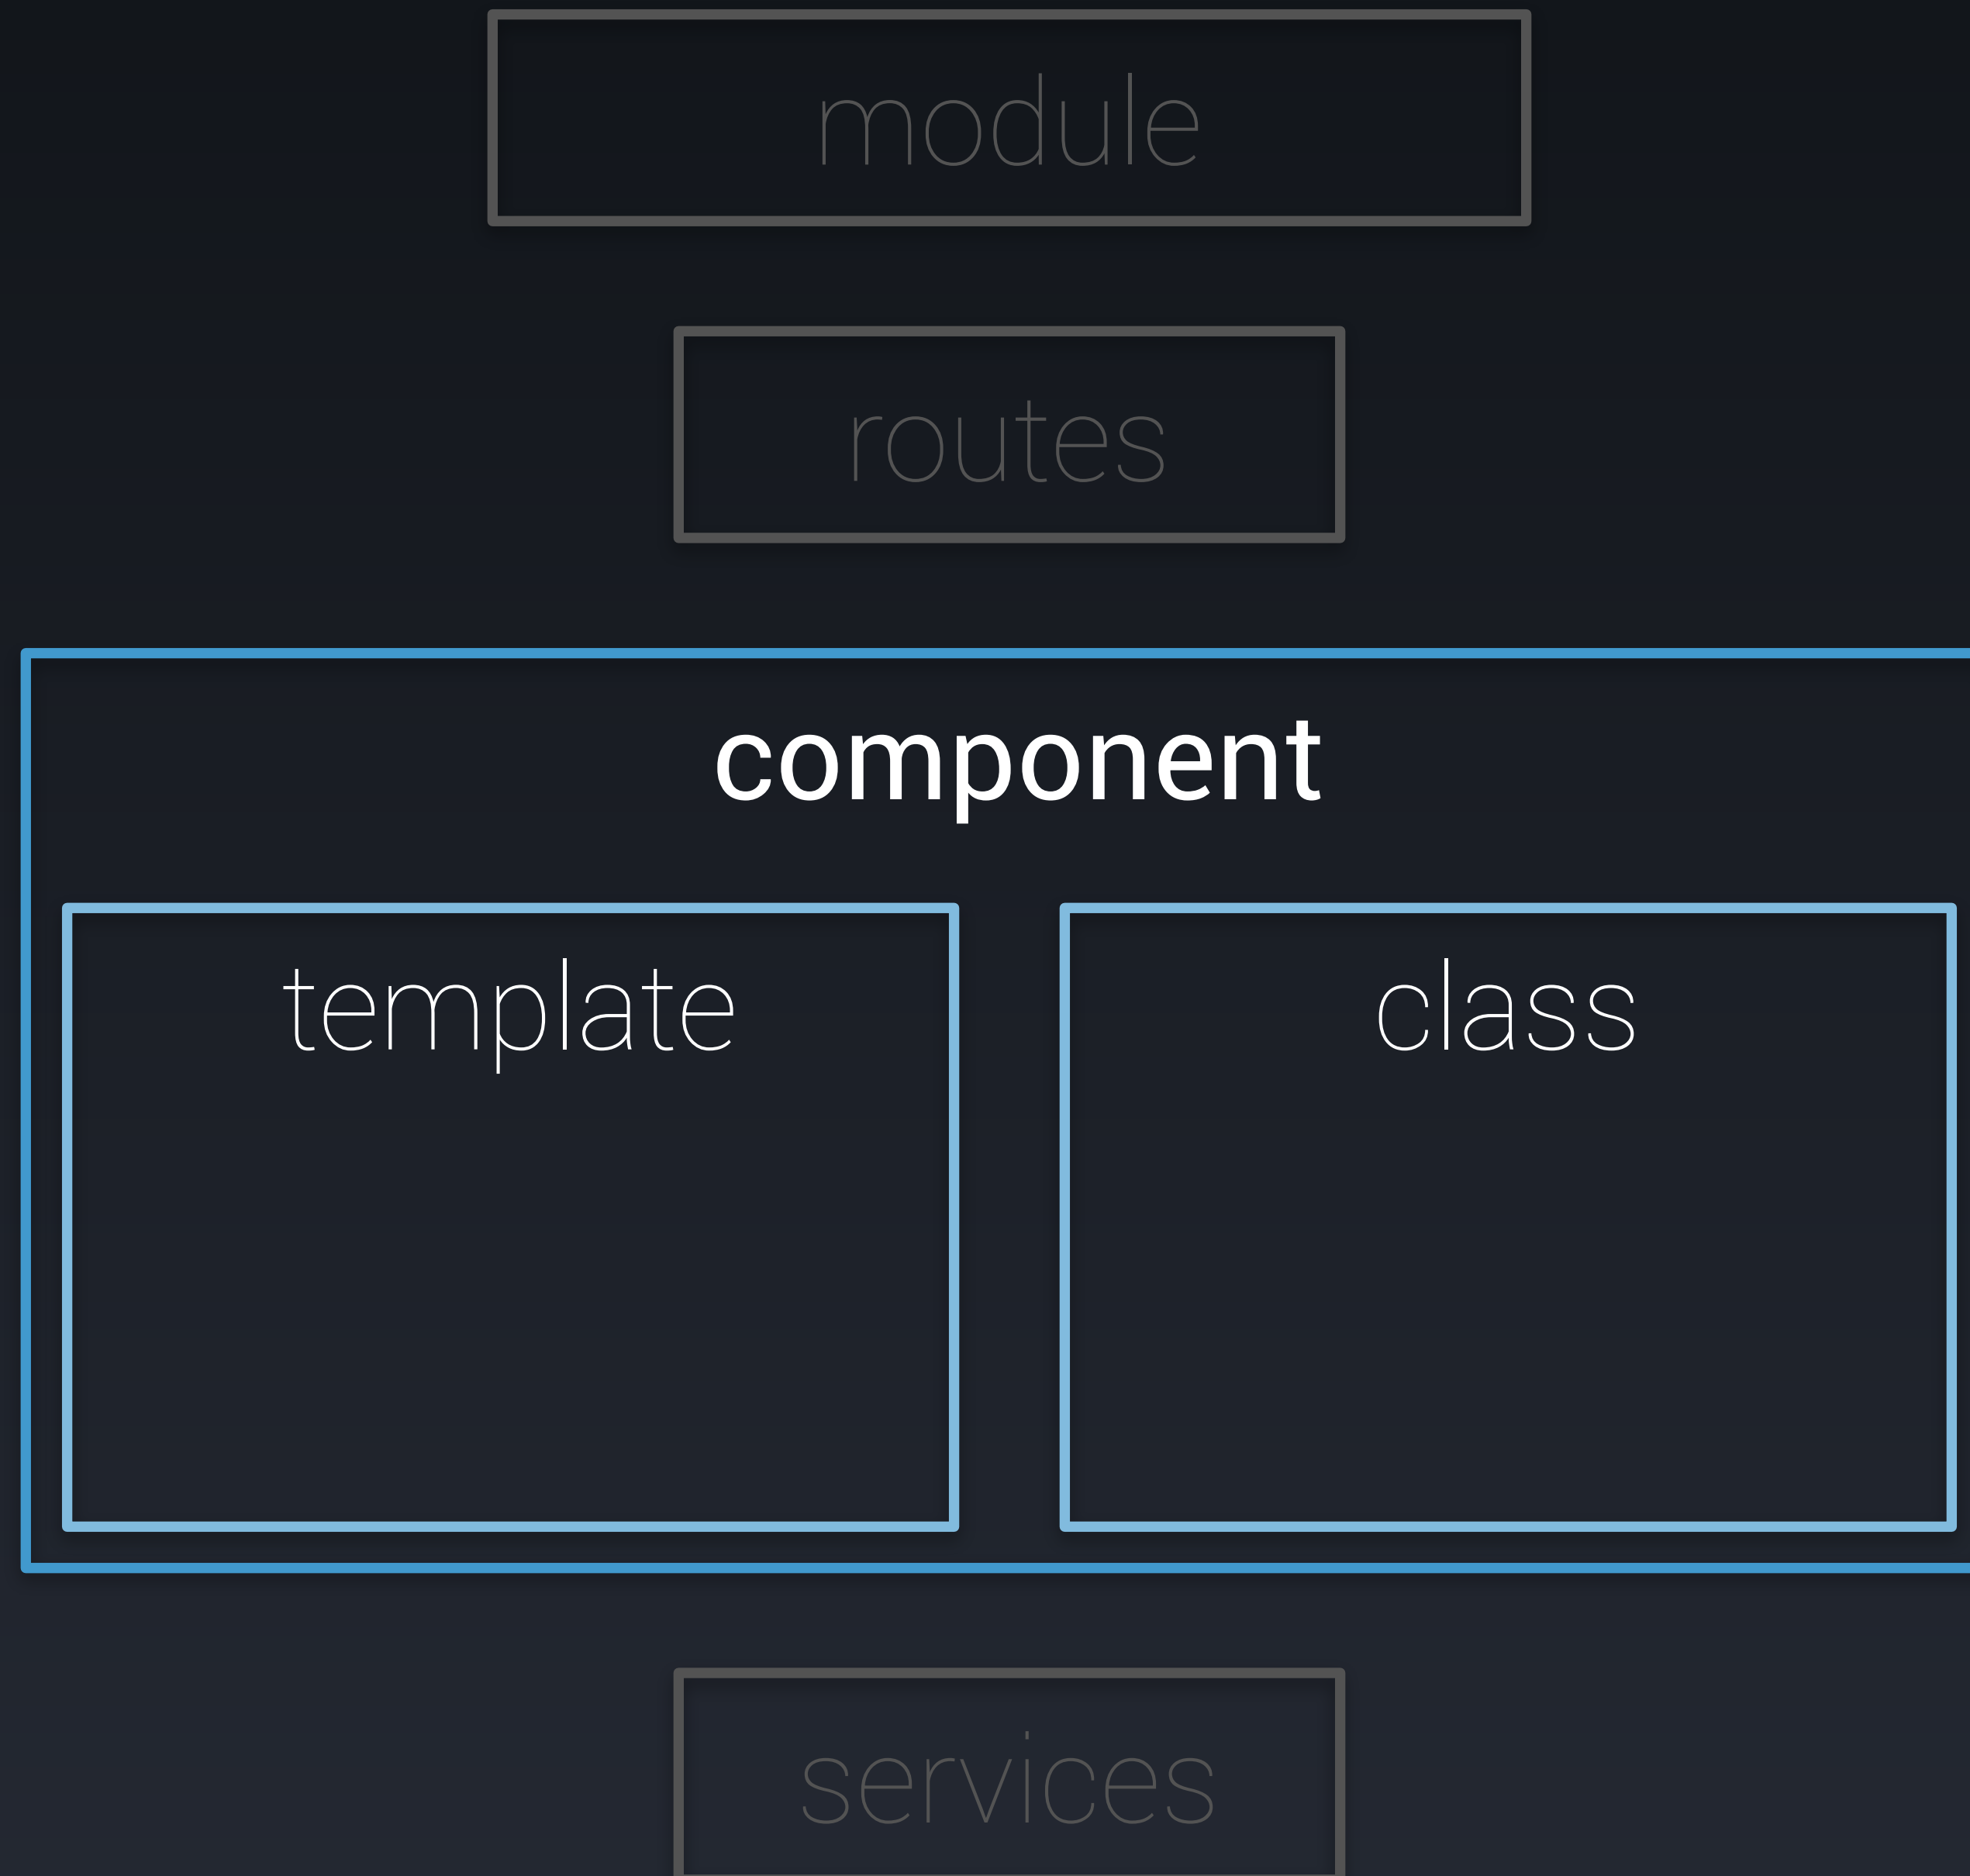 module
routes
component
template
class
services